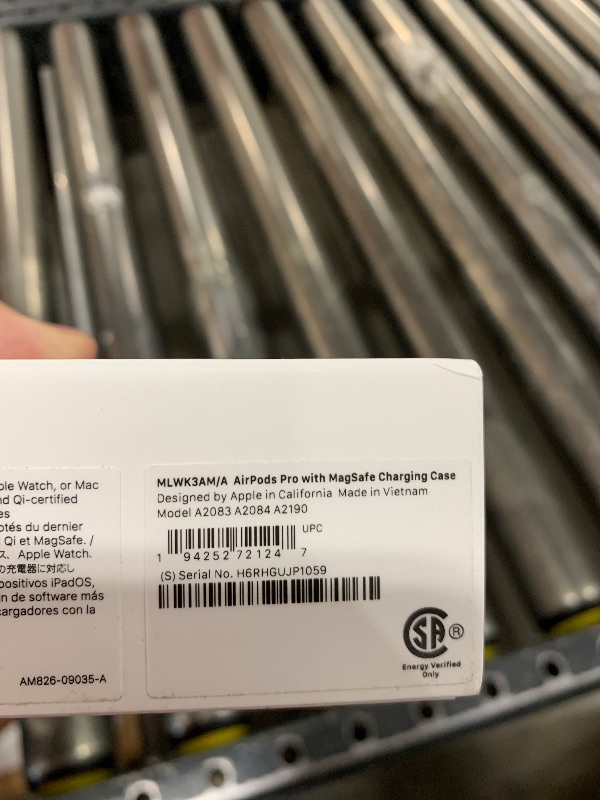 ple Watch, or Mac
nd Qi-certified
es
otés du dernier
Qi et MagSafe. /
ス、Apple Watch、
の充電器に対応し
positivos iPadOS,
n de software más
cargadores con la
AM826-09035-A
MLWK3AM/A AirPods Pro with MagSafe Charging Case
Designed by Apple in California Made in Vietnam
Model A2083 A2084 A2190
UPC
1 94252 72124 7
(S) Serial No. H6RHGUJP1059
SA ®
Energy Verified
Only